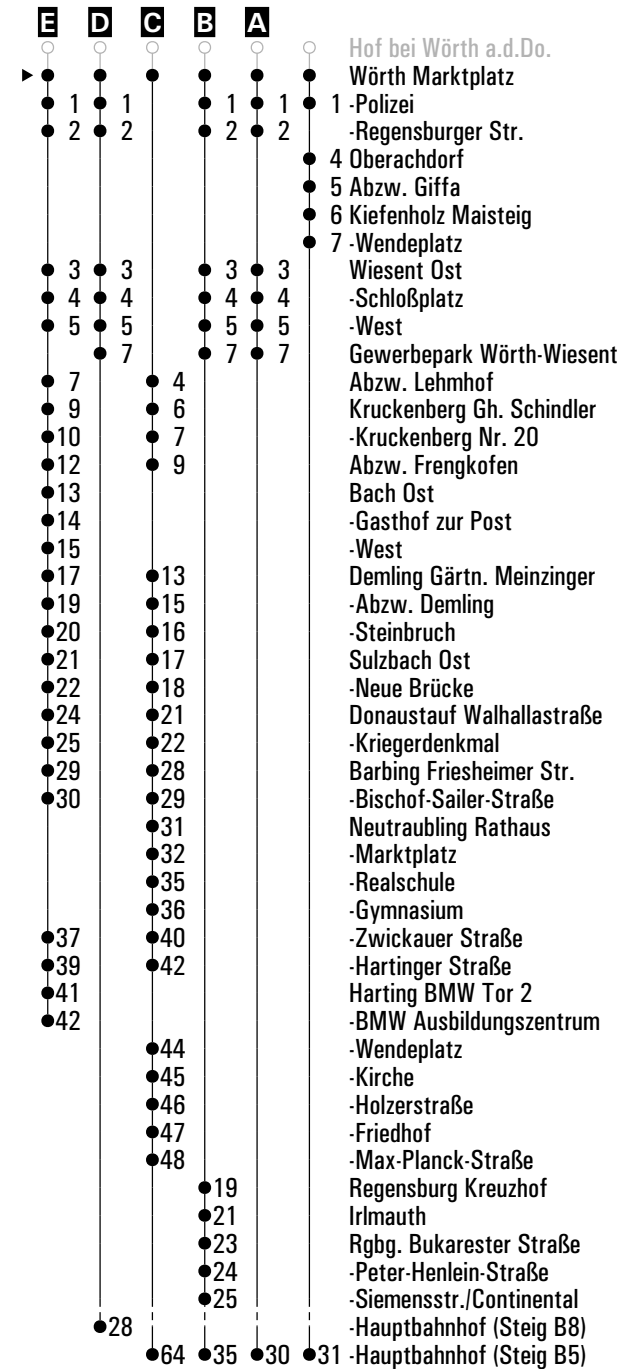 E D C B A
Hof bei Wörth a.d.Do.
Wörth Marktplatz
1 1 1 1 1 -Polizei
2 2 2 2 -Regensburger Str.
4 Oberachdorf
5 Abzw. Giffa
6 Kiefenholz Maisteig
7 -Wendeplatz
3 3 3 3 Wiesent Ost
4 4 4 4 -Schloßplatz
5 5 5 5 -West
7 7 7 Gewerbepark Wörth-Wiesent
7 4 Abzw. Lehmhof
9 6 Kruckenberg Gh. Schindler
10 7 -Kruckenberg Nr. 20
12 9 Abzw. Frengkofen
13 Bach Ost
14 -Gasthof zur Post
15 -West
17 13 Demling Gärtn. Meinzinger
19 15 -Abzw. Demling
20 16 -Steinbruch
21 17 Sulzbach Ost
22 18 -Neue Brücke
24 21 Donaustauf Walhallastraße
25 22 -Kriegerdenkmal
29 28 Barbing Friesheimer Str.
30 29 -Bischof-Sailer-Straße
31 Neutraubling Rathaus
32 -Marktplatz
35 -Realschule
36 -Gymnasium
37 40 -Zwickauer Straße
39 42 -Hartinger Straße
41 Harting BMW Tor 2
42 -BMW Ausbildungszentrum
44 -Wendeplatz
45 -Kirche
46 -Holzerstraße
47 -Friedhof
48 -Max-Planck-Straße
19 Regensburg Kreuzhof
21 Irlmauth
23 Rgbg. Bukarester Straße
24 -Peter-Henlein-Straße
25 -Siemensstr./Continental
28 -Hauptbahnhof (Steig B8)
64 35 30 31 -Hauptbahnhof (Steig B5)